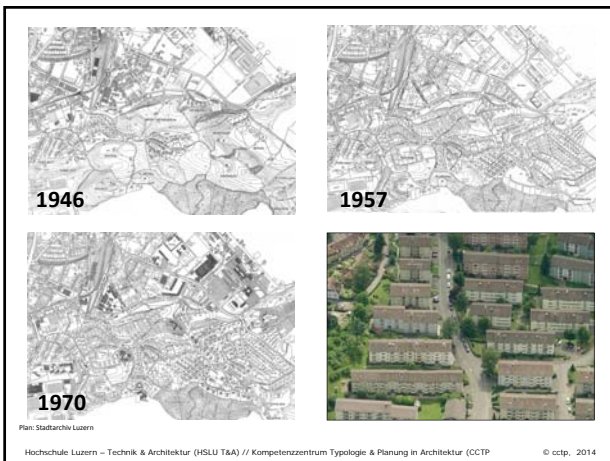 1946
1957
1970
Plan: Stadtarchiv Luzern
Hochschule Luzern – Technik & Architektur (HSLU T&A) // Kompetenzzentrum Typologie & Planung in Architektur (CCTP
© cctp, 2014